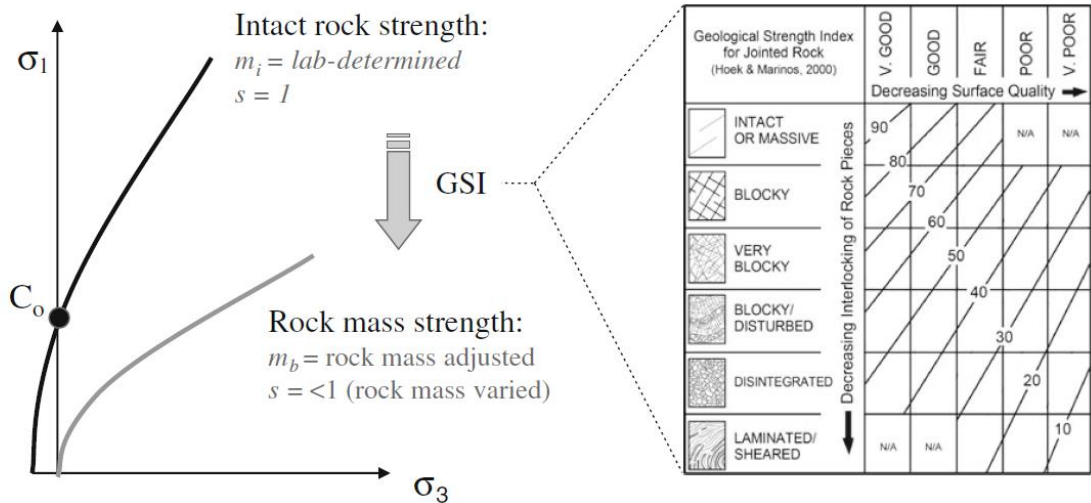 σ1
Intact rock strength:
mi = lab-determined
s = 1
GSI
Co
Rock mass strength:
mb = rock mass adjusted
s = <1 (rock mass varied)
σ3
Geological Strength Index
for Jointed Rock
(Hoek & Marinos, 2000)
V. GOOD
GOOD
FAIR
POOR
V. POOR
Decreasing Surface Quality
Decreasing Interlocking of Rock Pieces
INTACT
OR MASSIVE
BLOCKY
VERY
BLOCKY
BLOCKY/
DISTURBED
DISINTEGRATED
LAMINATED/
SHEARED
90
N/A
N/A
80
70
60
50
40
30
20
10
N/A
N/A